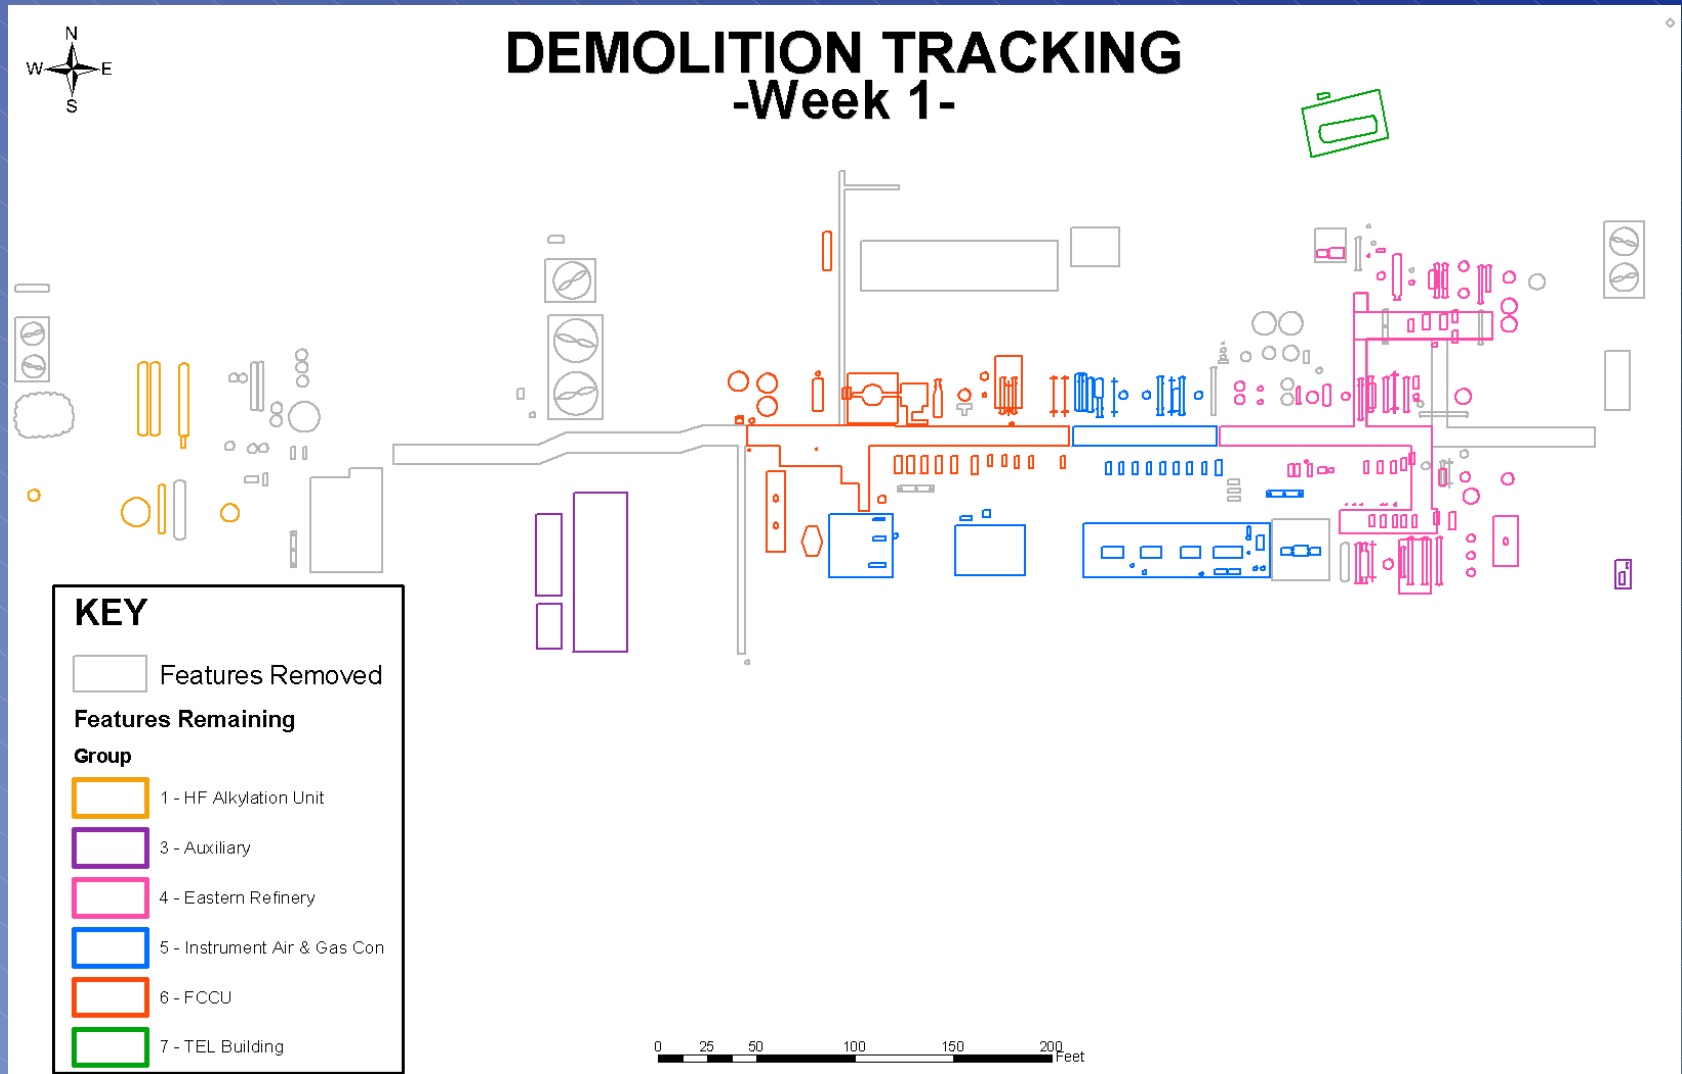 DEMOLITION TRACKING
-Week 1-
N
W E
S
KEY
Features Removed
Features Remaining
Group
1 - HF Alkylation Unit
3 - Auxiliary
4 - Eastern Refinery
5 - Instrument Air & Gas Con
6 - FCCU
7 - TEL Building
0 25 50 100 150 200
Feet